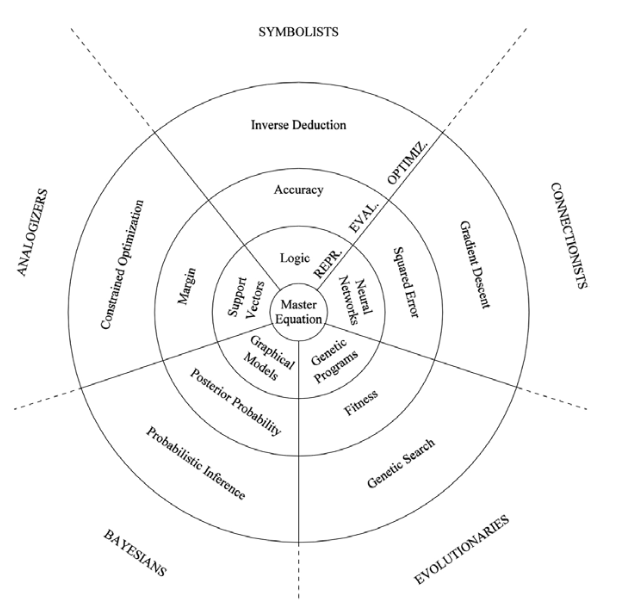 SYMBOLISTS
Inverse Deduction
OPTIMIZ.
Accuracy
EVAL.
Logic
REPR.
ANALOGIZERS
Constrained Optimization
Margin
Support
Vectors
Master
Equation
Neural
Networks
Squared Error
Gradient Descent
CONNECTIONISTS
Graphical
Models
Genetic
Programs
Posterior Probability
Fitness
Probabilistic Inference
Genetic Search
BAYESIANS
EVOLUTIONARIES